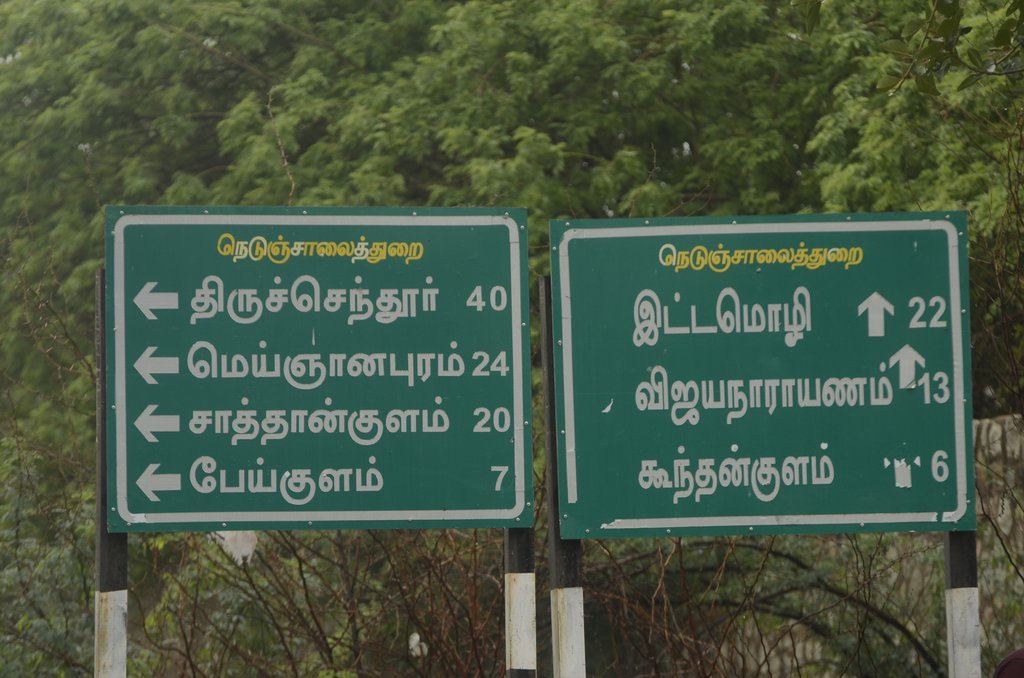 நெடுஞ்சாலைத்துறை
திருச்செந்தூர் 40
மெய்ஞானபுரம் 24
சாத்தான்குளம் 20
பேய்குளம் 7
நெடுஞ்சாலைத்துறை
இட்டமொழி 22
விஜயநாராயணம் 13
கூந்தன்குளம் 6